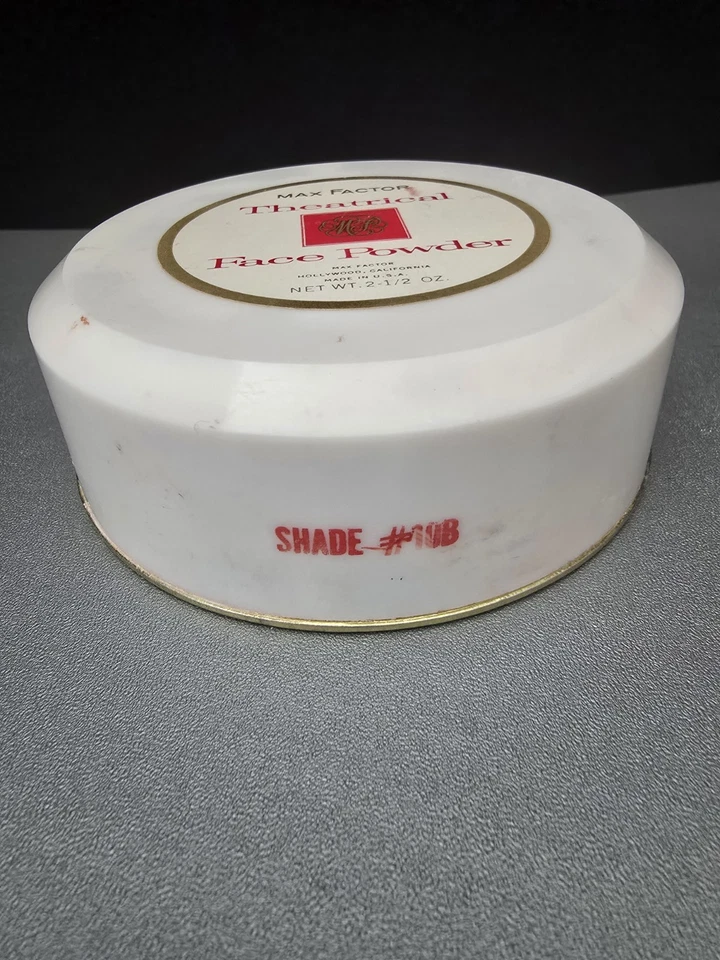 MAX FACTOR
Theatrical
Face Powder
MAX FACTOR
HOLLYWOOD, CALIFORNIA
MADE IN U.S.A.
NET WT. 2-1/2 OZ.
SHADE #10B